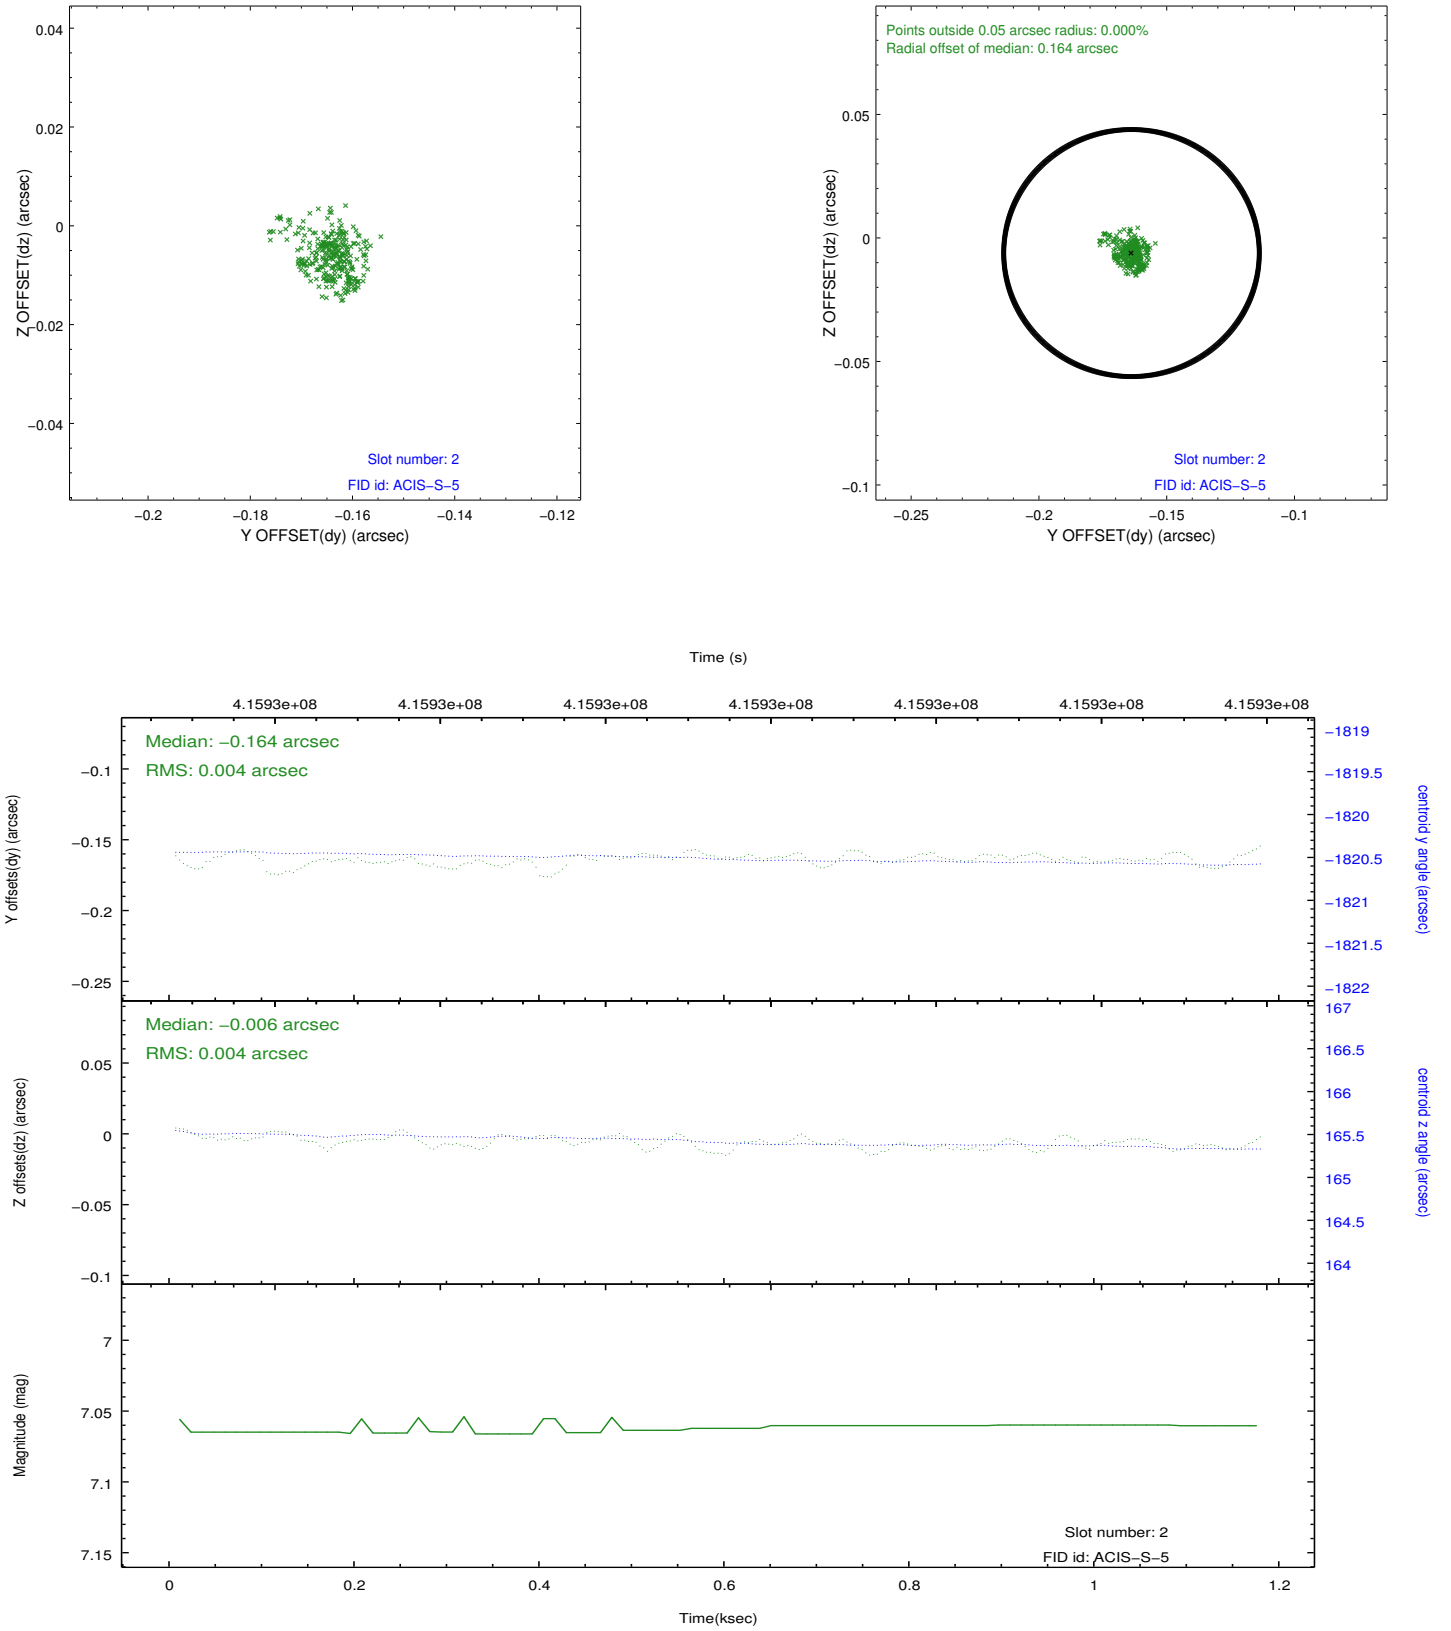 0.04
0.02
0
−0.02
−0.04
Z OFFSET(dz) (arcsec)
Slot number: 2
FID id: ACIS−S−5
−0.2
−0.18
−0.16
−0.14
−0.12
Y OFFSET(dy) (arcsec)
Points outside 0.05 arcsec radius: 0.000%
Radial offset of median: 0.164 arcsec
0.05
0
−0.05
−0.1
Z OFFSET(dz) (arcsec)
Slot number: 2
FID id: ACIS−S−5
−0.25
−0.2
−0.15
−0.1
Y OFFSET(dy) (arcsec)
Time (s)
4.1593e+08
4.1593e+08
4.1593e+08
4.1593e+08
4.1593e+08
4.1593e+08
4.1593e+08
Median: −0.164 arcsec
RMS: 0.004 arcsec
−0.1
−0.15
−0.2
−0.25
Y offsets(dy) (arcsec)
−1819
−1819.5
−1820
−1820.5
−1821
−1821.5
−1822
centroid y angle (arcsec)
Median: −0.006 arcsec
RMS: 0.004 arcsec
0.05
0
−0.05
−0.1
Z offsets(dz) (arcsec)
167
166.5
166
165.5
165
164.5
164
centroid z angle (arcsec)
7
7.05
7.1
7.15
Magnitude (mag)
Slot number: 2
FID id: ACIS−S−5
0
0.2
0.4
0.6
0.8
1
1.2
Time(ksec)